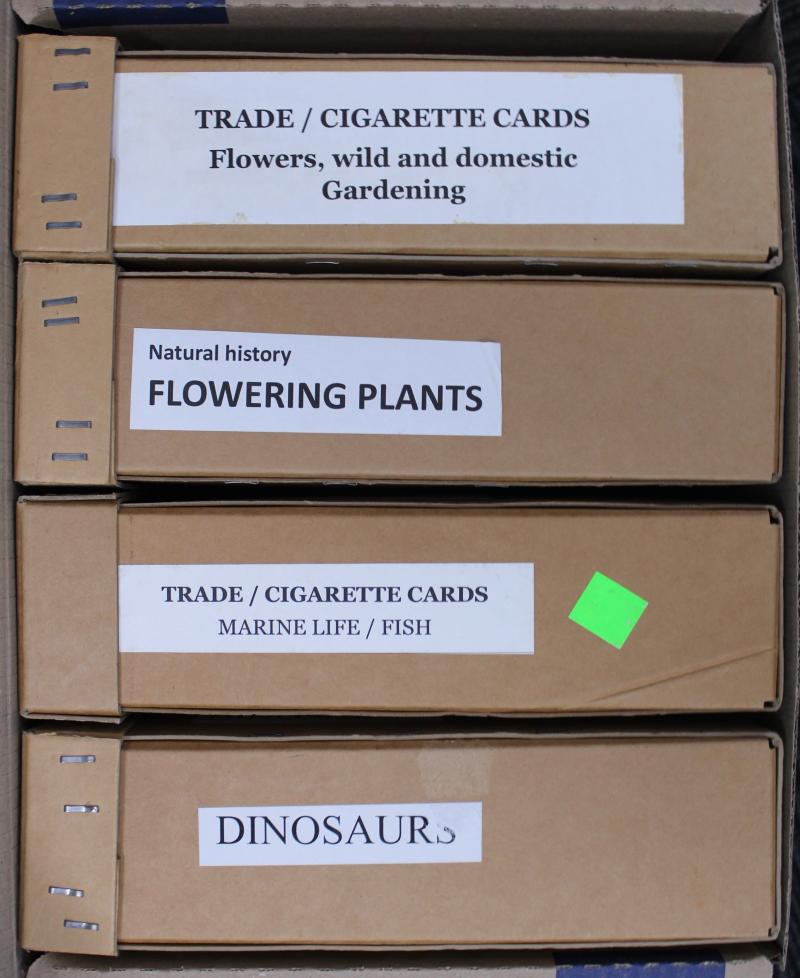 TRADE / CIGARETTE CARDS
Flowers, wild and domestic
Gardening
Natural history
FLOWERING PLANTS
TRADE / CIGARETTE CARDS
MARINE LIFE / FISH
DINOSAURS